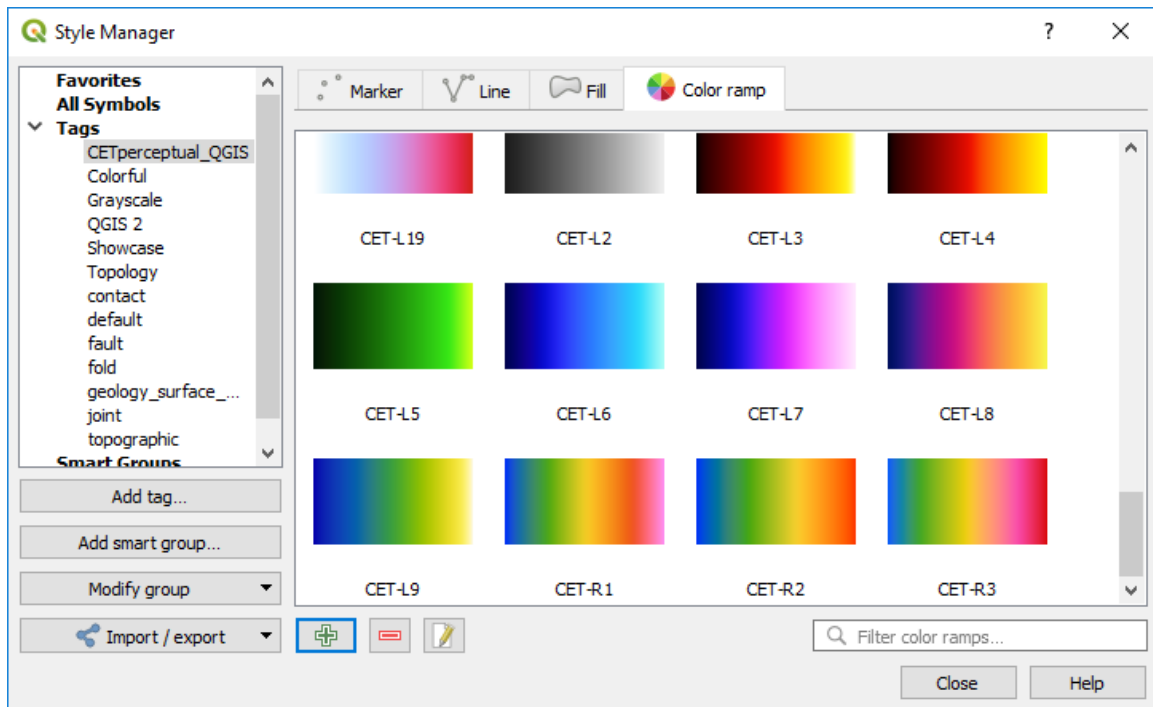 Style Manager
?
Favorites
All Symbols
Tags
CETperceptual_QGIS
Colorful
Grayscale
QGIS 2
Showcase
Topology
contact
default
fault
fold
geology_surface_...
joint
topographic
Smart Groups
Add tag...
Add smart group...
Modify group
Import / export
Marker
Line
Fill
Color ramp
CET-L19
CET-L2
CET-L3
CET-L4
CET-L5
CET-L6
CET-L7
CET-L8
CET-L9
CET-R1
CET-R2
CET-R3
Filter color ramps...
Close
Help